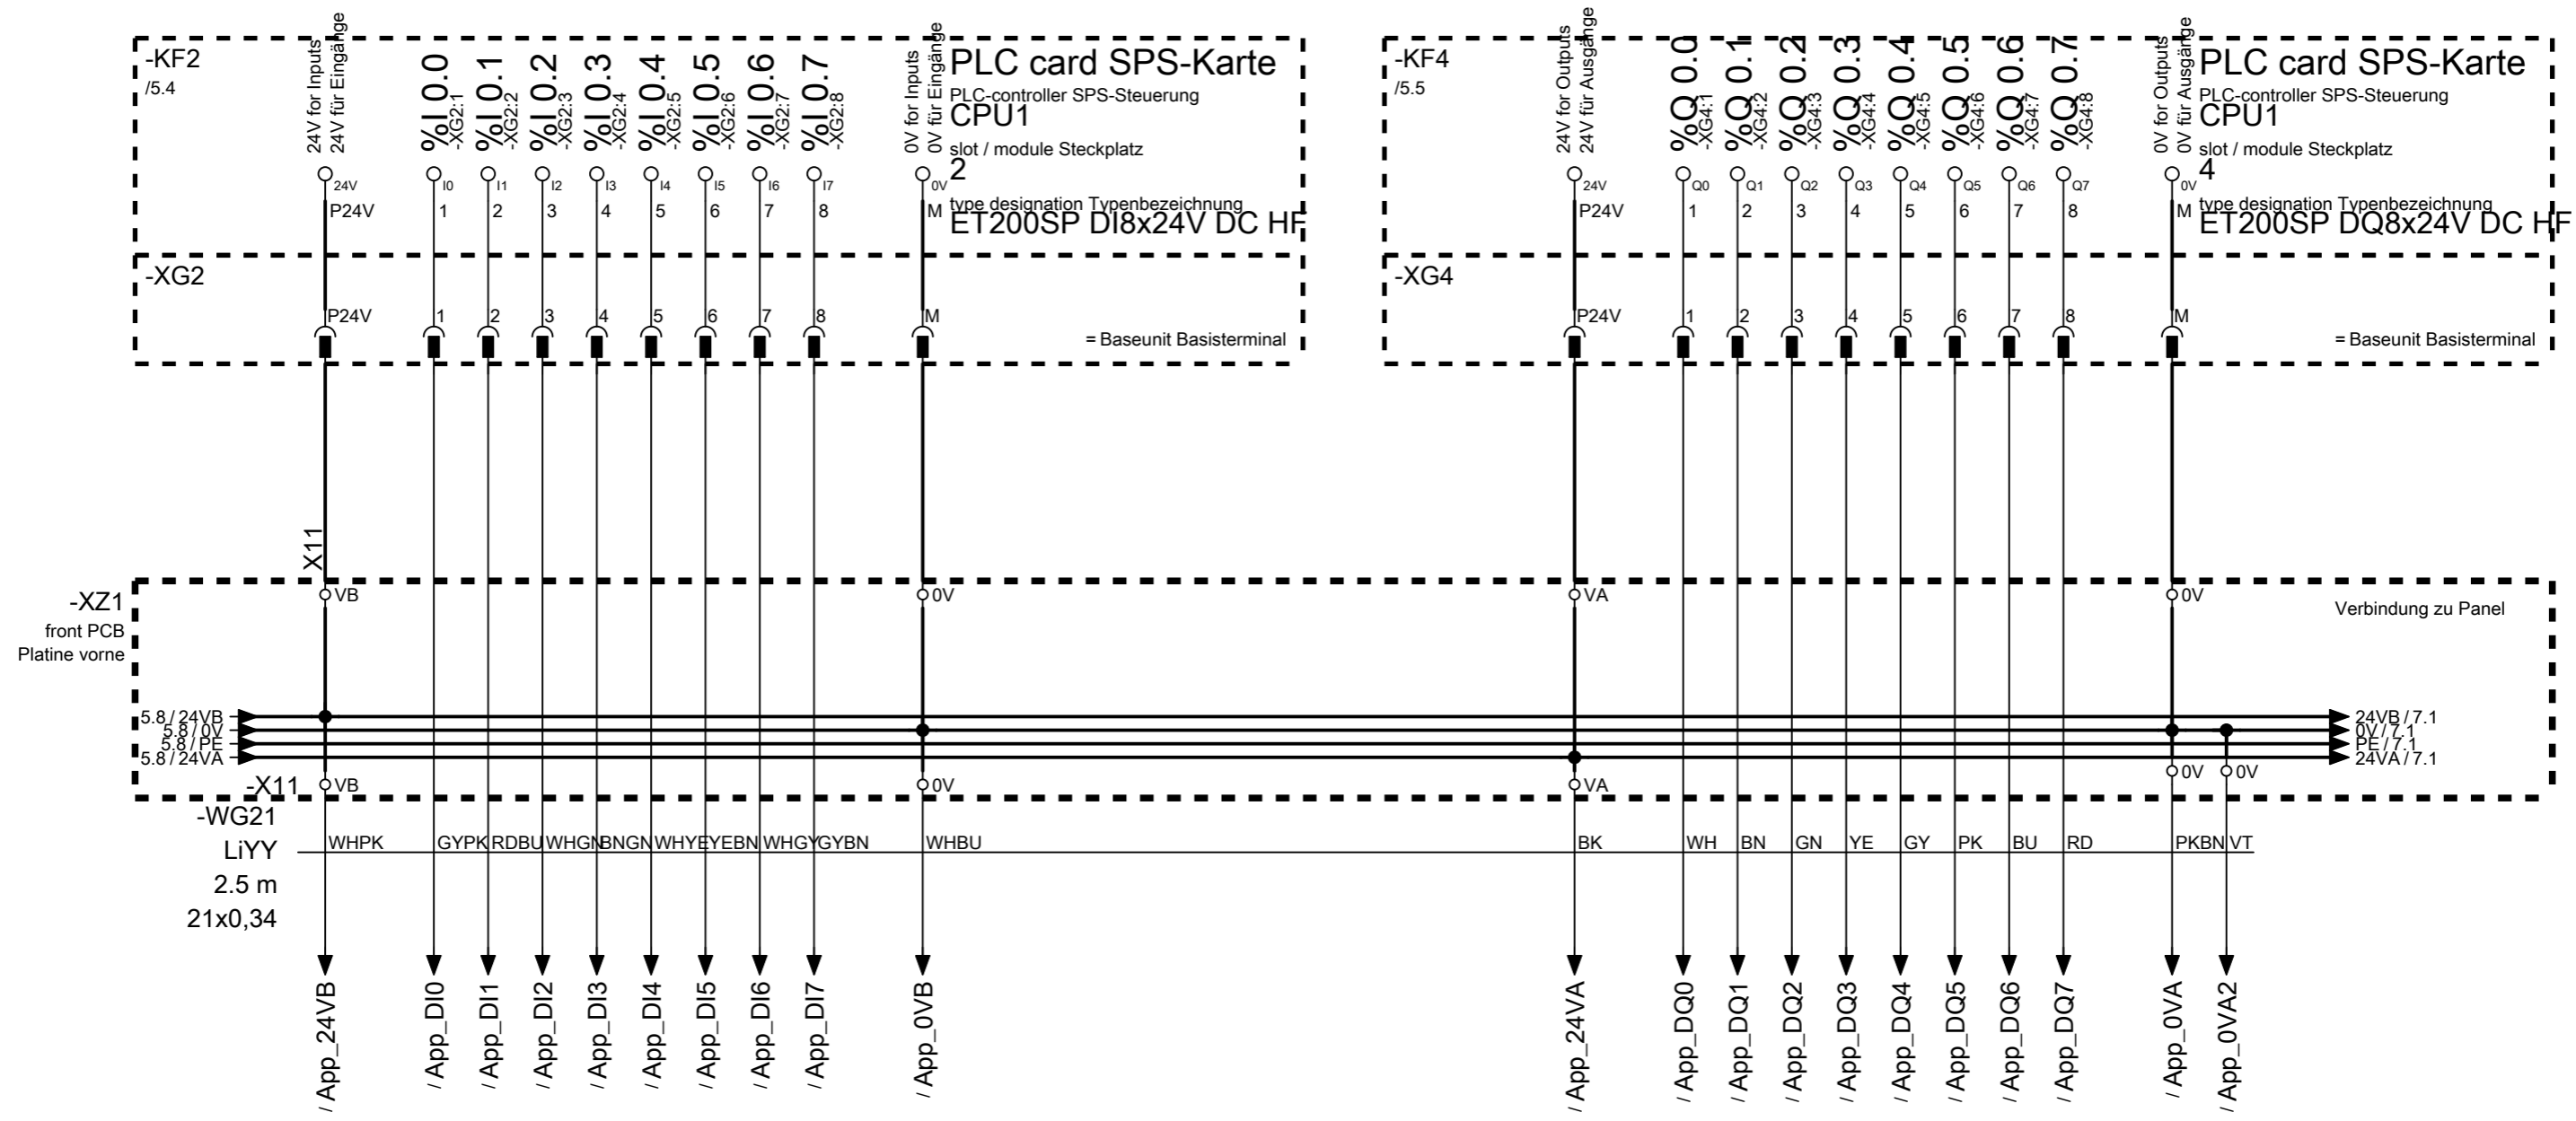 -KF2
/5.4
24V for Inputs
24V für Eingänge
%I 0.0
-XG2:1
%I 0.1
-XG2:2
%I 0.2
-XG2:3
%I 0.3
-XG2:4
%I 0.4
-XG2:5
%I 0.5
-XG2:6
%I 0.6
-XG2:7
%I 0.7
-XG2:8
0V for Inputs
0V für Eingänge
PLC card SPS-Karte
PLC-controller SPS-Steuerung
CPU1
slot / module Steckplatz
2
type designation Typenbezeichnung
ET200SP DI8x24V DC HF
24V I0 I1 I2 I3 I4 I5 I6 I7 0V
P24V 1 2 3 4 5 6 7 8 M
-XG2
P24V 1 2 3 4 5 6 7 8 M
= Baseunit Basisterminal
-KF4
/5.5
24V for Outputs
24V für Ausgänge
%Q 0.0
-XG4:1
%Q 0.1
-XG4:2
%Q 0.2
-XG4:3
%Q 0.3
-XG4:4
%Q 0.4
-XG4:5
%Q 0.5
-XG4:6
%Q 0.6
-XG4:7
%Q 0.7
-XG4:8
0V for Outputs
0V für Ausgänge
PLC card SPS-Karte
PLC-controller SPS-Steuerung
CPU1
slot / module Steckplatz
4
type designation Typenbezeichnung
ET200SP DQ8x24V DC HF
24V Q0 Q1 Q2 Q3 Q4 Q5 Q6 Q7 0V
P24V 1 2 3 4 5 6 7 8 M
-XG4
P24V 1 2 3 4 5 6 7 8 M
= Baseunit Basisterminal
X11
-XZ1
front PCB
Platine vorne
VB 0V VA 0V
Verbindung zu Panel
5.8 / 24VB
5.8 / 0V
5.8 / PE
5.8 / 24VA
24VB / 7.1
0V / 7.1
PE / 7.1
24VA / 7.1
0V 0V
-X11 VB 0V VA
-WG21
LiYY
2.5 m
21x0,34
WHPK GYPK RDBU WHGN BNGN WHYE YEBN WHGY GYBN WHBU BK WH BN GN YE GY PK BU RD PKBN VT
/ App_24VB
/ App_DI0
/ App_DI1
/ App_DI2
/ App_DI3
/ App_DI4
/ App_DI5
/ App_DI6
/ App_DI7
/ App_0VB
/ App_24VA
/ App_DQ0
/ App_DQ1
/ App_DQ2
/ App_DQ3
/ App_DQ4
/ App_DQ5
/ App_DQ6
/ App_DQ7
/ App_0VA
/ App_0VA2